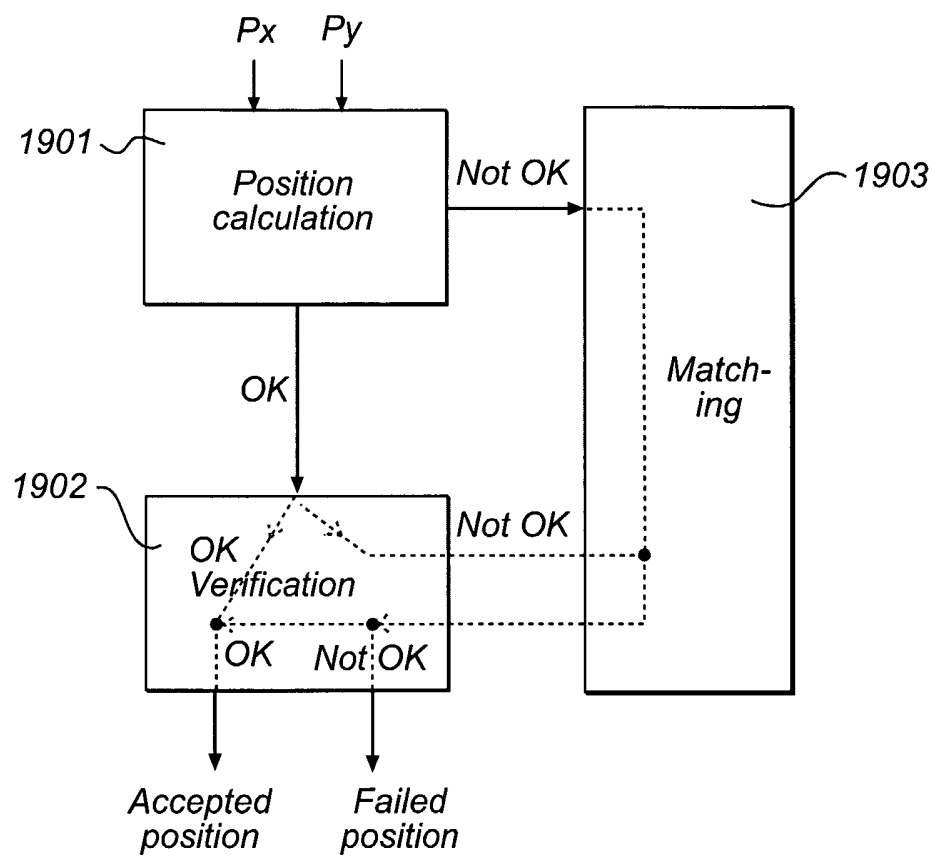 Px Py
1901
Position
calculation
Not OK
1903
Match-
ing
OK
1902
Not OK
OK
Verification
OK
Not OK
Accepted
position
Failed
position